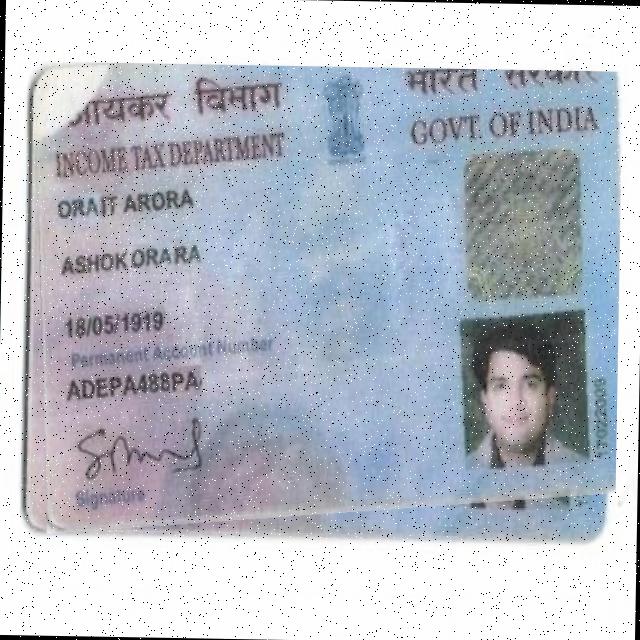 आयकर विभाग
भारत सरकार
INCOME TAX DEPARTMENT
GOVT. OF INDIA
ORAIT ARORA
ASHOK ORARA
18/05/1919
Permanent Account Number
ADEPA488PA
Signature